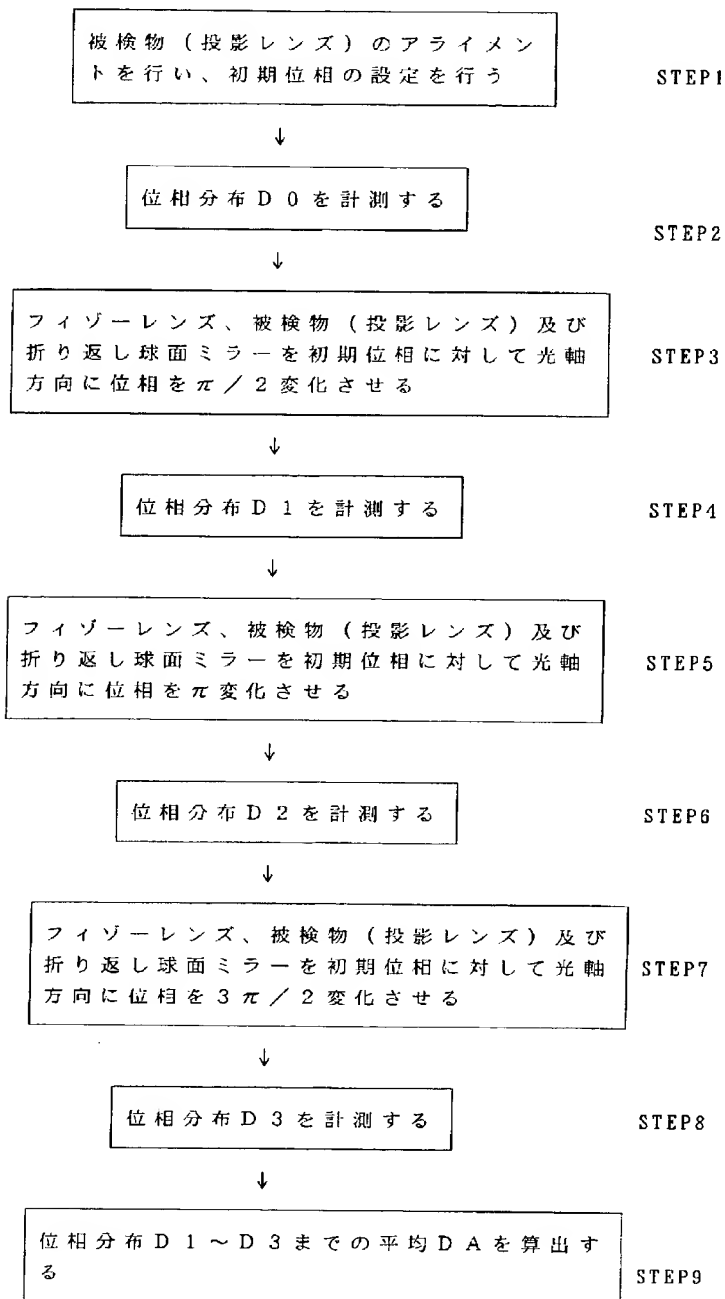 被検物(投影レンズ)のアライメン
トを行い、初期位相の設定を行う
STEP1
↓
位相分布D0を計測する
STEP2
↓
フィゾーレンズ、被検物(投影レンズ)及び
折り返し球面ミラーを初期位相に対して光軸
方向に位相をπ/2変化させる
STEP3
↓
位相分布D1を計測する
STEP4
↓
フィゾーレンズ、被検物(投影レンズ)及び
折り返し球面ミラーを初期位相に対して光軸
方向に位相をπ変化させる
STEP5
↓
位相分布D2を計測する
STEP6
↓
フィゾーレンズ、被検物(投影レンズ)及び
折り返し球面ミラーを初期位相に対して光軸
方向に位相を3π/2変化させる
STEP7
↓
位相分布D3を計測する
STEP8
↓
位相分布D1~D3までの平均DAを算出す
る
STEP9